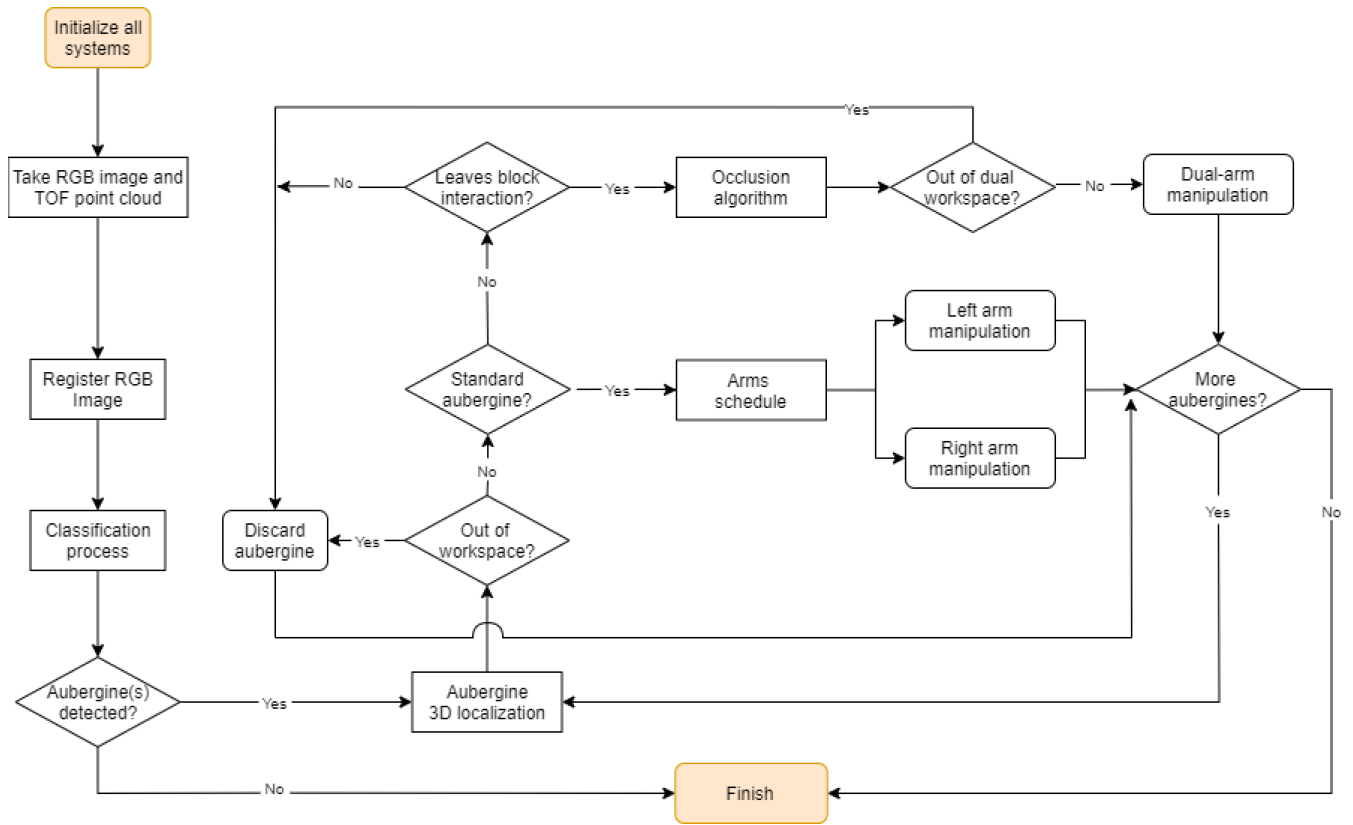 Initialize all
systems
Yes
Take RGB image and
TOF point cloud
No
Leaves block
interaction?
Yes
Occlusion
algorithm
Out of dual
workspace?
No
Dual-arm
manipulation
No
Left arm
manipulation
Register RGB
Image
Standard
aubergine?
Yes
Arms
schedule
More
aubergines?
Right arm
manipulation
No
Yes
No
Classification
process
Discard
aubergine
Yes
Out of
workspace?
Aubergine(s)
detected?
Yes
Aubergine
3D localization
No
Finish